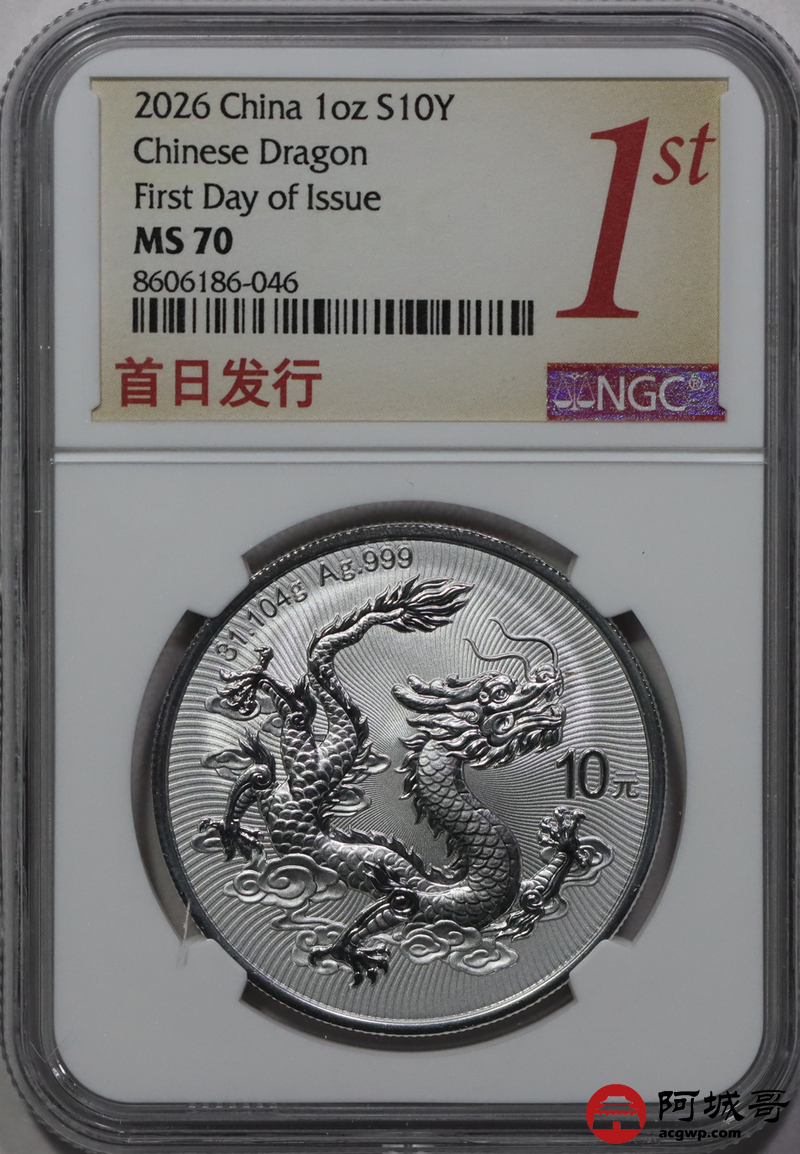 2026 China 1oz S10Y
Chinese Dragon
First Day of Issue
MS 70
8606186-046
1st
首日发行
NGC®
31.104g Ag.999
10元
阿城哥
acgwp.com